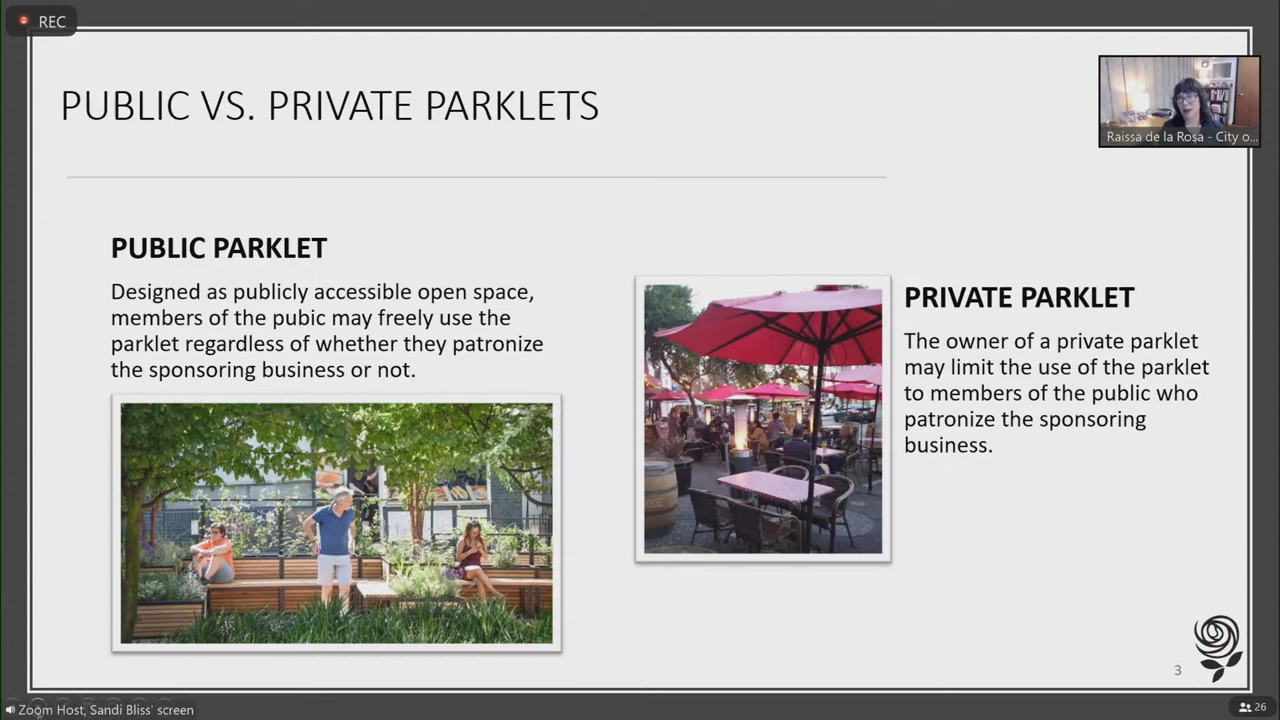 REC
PUBLIC VS. PRIVATE PARKLETS
Raissa de la Rosa - City o...
PUBLIC PARKLET
Designed as publicly accessible open space,
members of the pubic may freely use the
parklet regardless of whether they patronize
the sponsoring business or not.
PRIVATE PARKLET
The owner of a private parklet
may limit the use of the parklet
to members of the public who
patronize the sponsoring
business.
3
Zoom Host, Sandi Bliss' screen
26